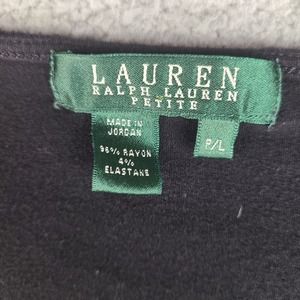 LAUREN
RALPH LAUREN
PETITE
MADE IN
JORDAN
P/L
96% RAYON
4%
ELASTANE